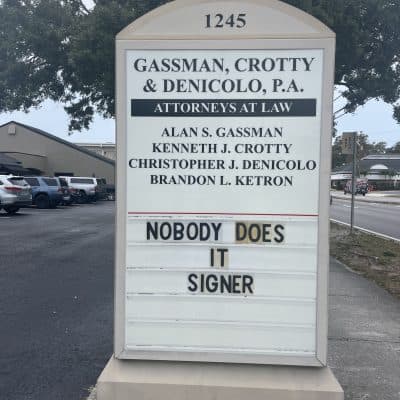 1245
GASSMAN, CROTTY
& DENICOLO, P.A.
ATTORNEYS AT LAW
ALAN S. GASSMAN
KENNETH J. CROTTY
CHRISTOPHER J. DENICOLO
BRANDON L. KETRON
NOBODY DOES
IT
SIGNER